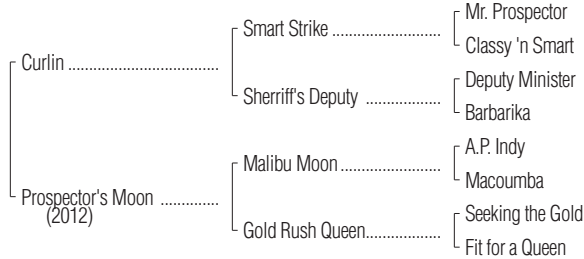 Mr. Prospector
Smart Strike ......................
Classy 'n Smart
Curlin ...............................
Deputy Minister
Sherriff's Deputy ...............
Barbarika
A.P. Indy
Malibu Moon ....................
Macoumba
Prospector's Moon ............
(2012)
Seeking the Gold
Gold Rush Queen...............
Fit for a Queen